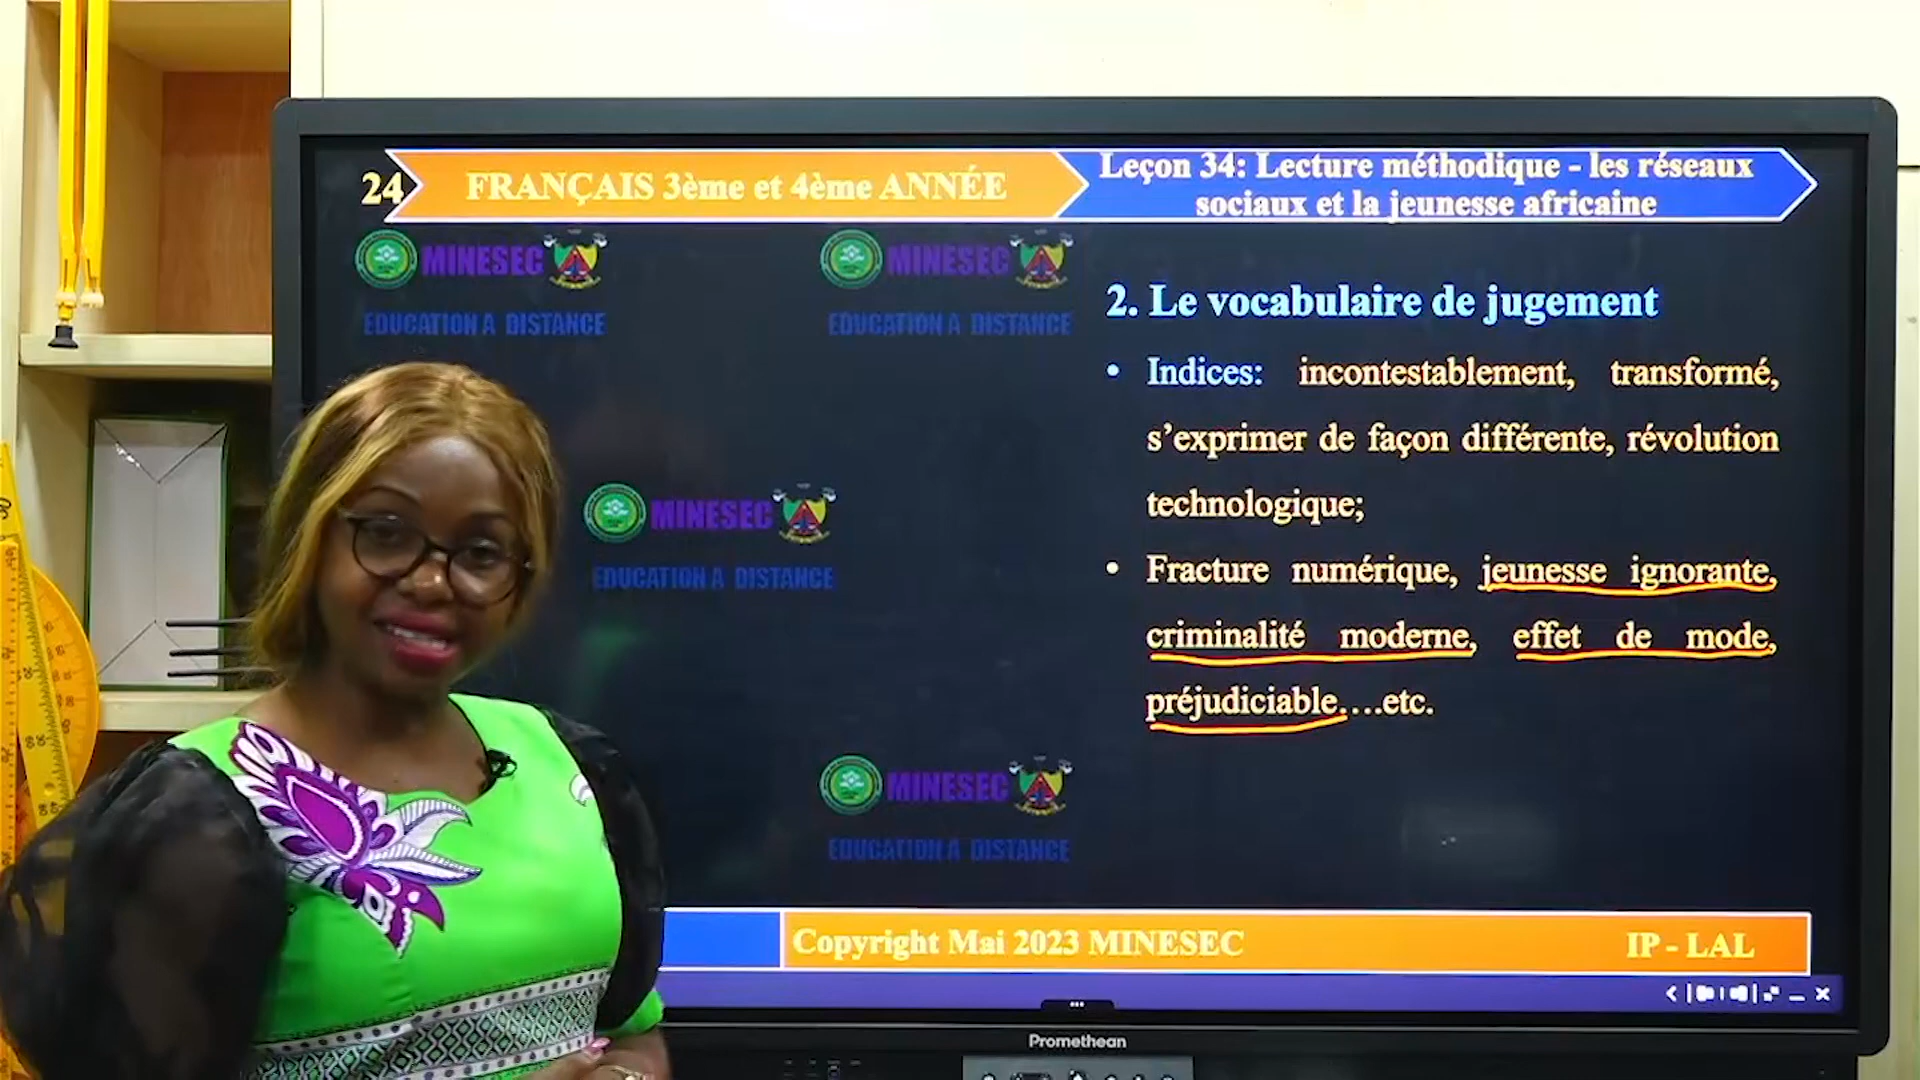 24
FRANÇAIS 3ème et 4ème ANNÉE
Leçon 34: Lecture méthodique - les réseaux
sociaux et la jeunesse africaine
MINESEC
EDUCATION A DISTANCE
MINESEC
EDUCATION A DISTANCE
2. Le vocabulaire de jugement
• Indices: incontestablement, transformé,
s’exprimer de façon différente, révolution
technologique;
MINESEC
EDUCATION A DISTANCE
• Fracture numérique, jeunesse ignorante,
criminalité moderne, effet de mode,
préjudiciable….etc.
MINESEC
EDUCATION A DISTANCE
Copyright Mai 2023 MINESEC
IP - LAL
Promethean